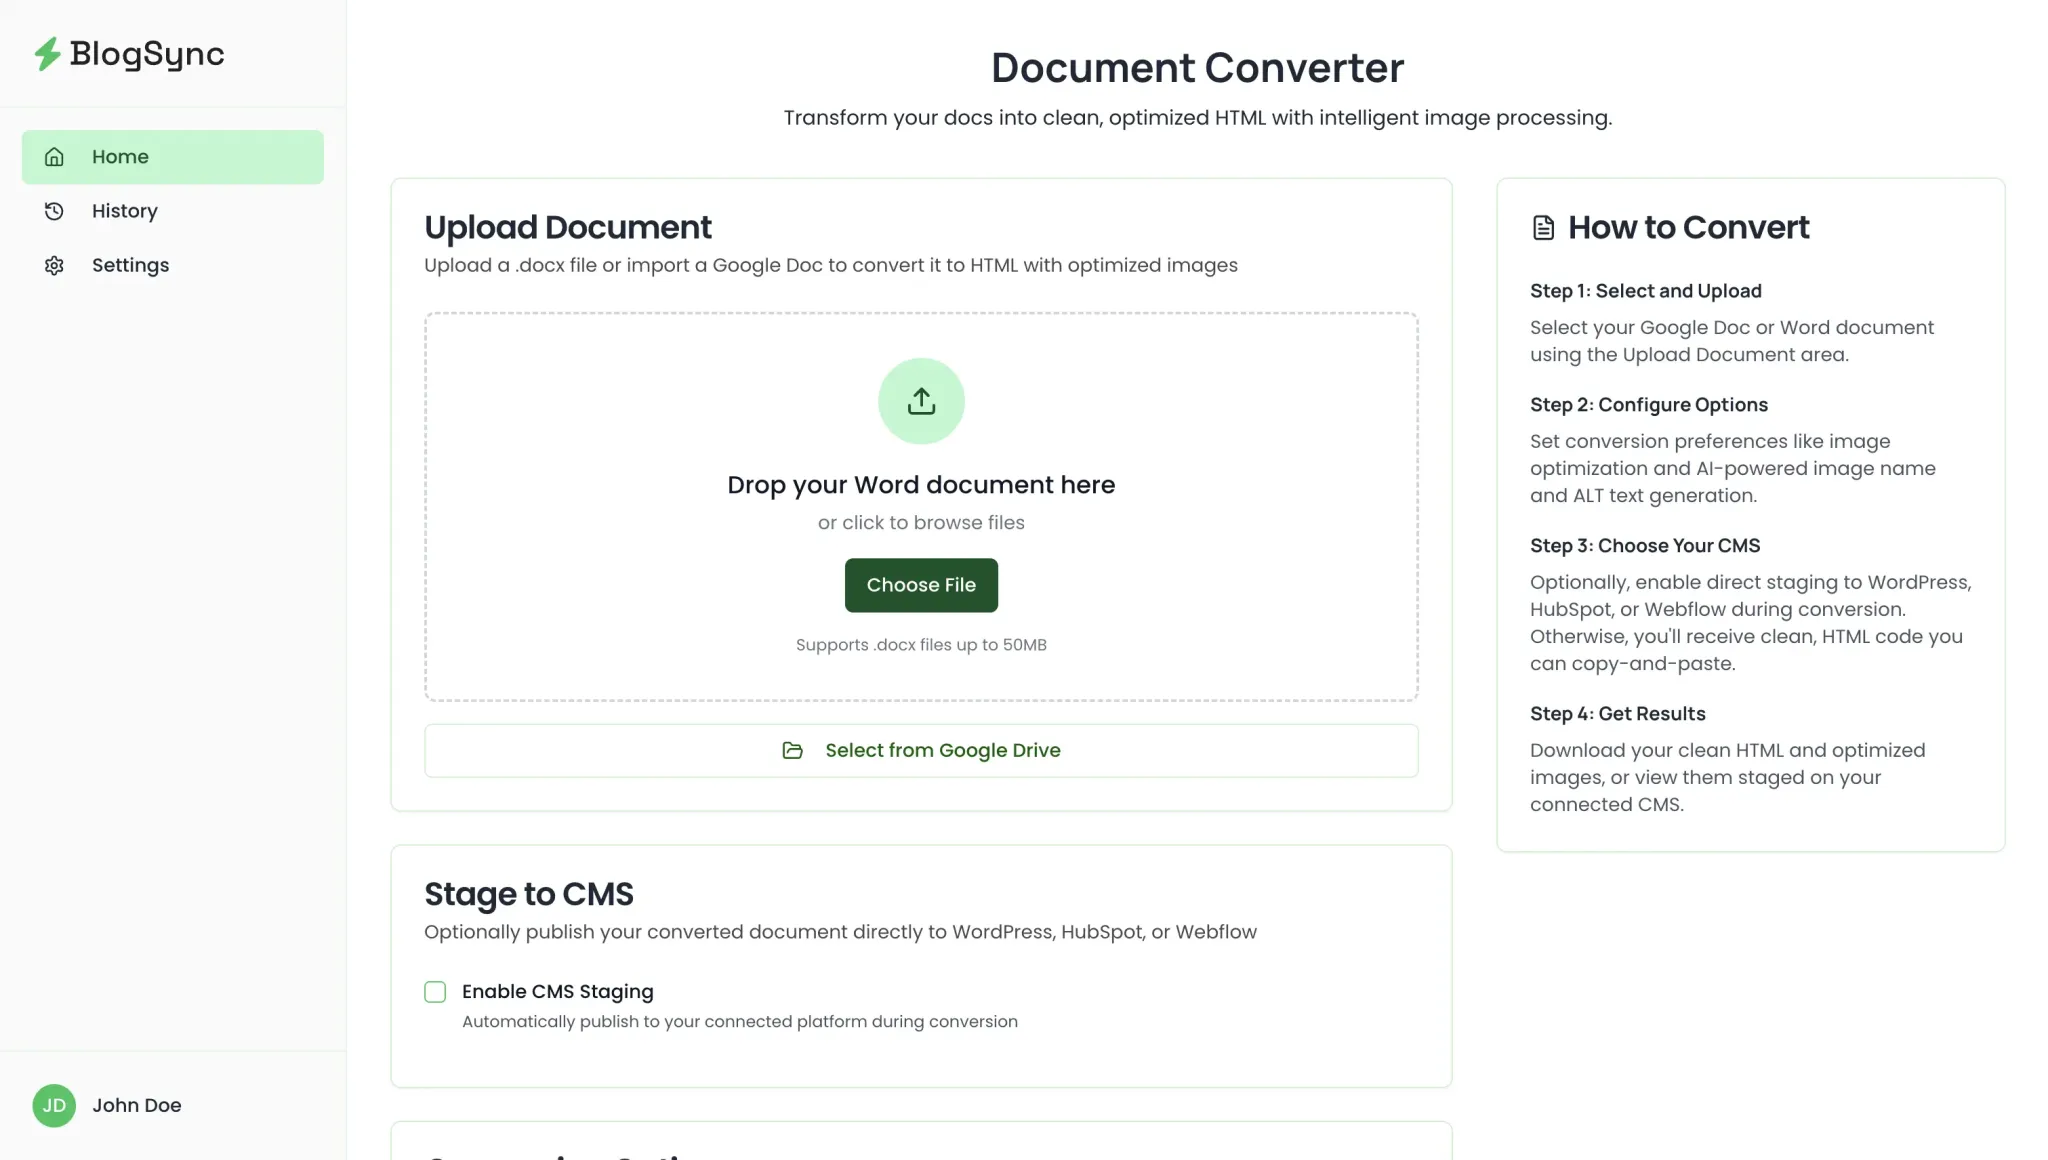 BlogSync
Home
History
Settings
JD
John Doe
Document Converter
Transform your docs into clean, optimized HTML with intelligent image processing.
Upload Document
Upload a .docx file or import a Google Doc to convert it to HTML with optimized images
Drop your Word document here
or click to browse files
Choose File
Supports .docx files up to 50MB
Select from Google Drive
Stage to CMS
Optionally publish your converted document directly to WordPress, HubSpot, or Webflow
Enable CMS Staging
Automatically publish to your connected platform during conversion
How to Convert
Step 1: Select and Upload
Select your Google Doc or Word document
using the Upload Document area.
Step 2: Configure Options
Set conversion preferences like image
optimization and AI-powered image name
and ALT text generation.
Step 3: Choose Your CMS
Optionally, enable direct staging to WordPress,
HubSpot, or Webflow during conversion.
Otherwise, you'll receive clean, HTML code you
can copy-and-paste.
Step 4: Get Results
Download your clean HTML and optimized
images, or view them staged on your
connected CMS.